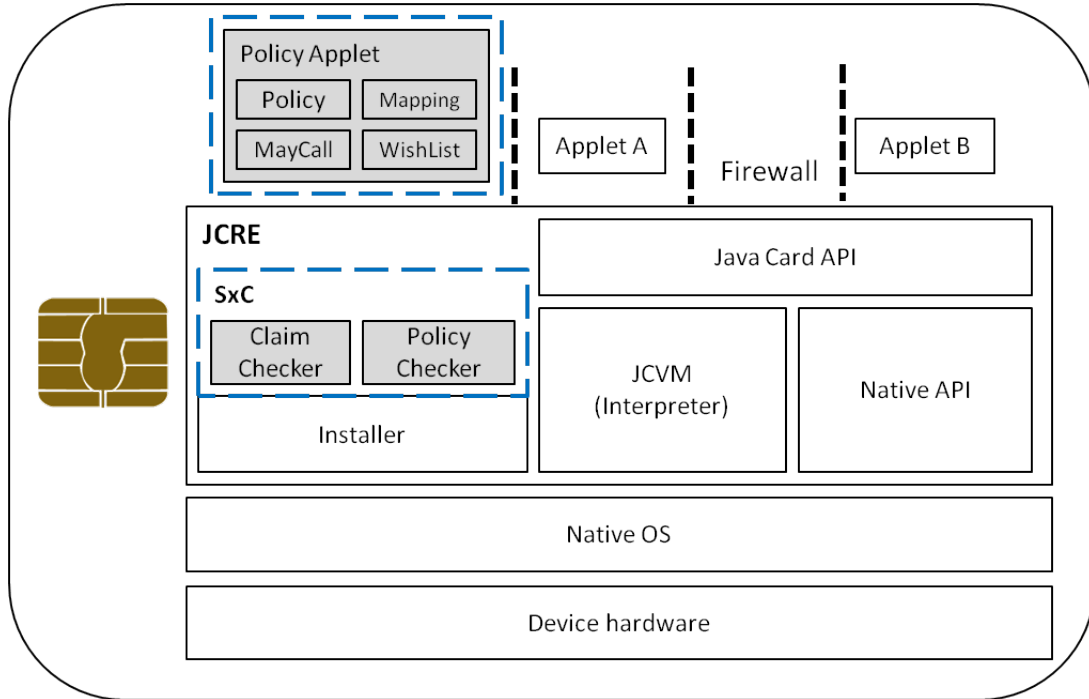 Policy Applet
Policy
Mapping
MayCall
WishList
Applet A
Firewall
Applet B
JCRE
Java Card API
SxC
Claim
Checker
Policy
Checker
JCVM
(Interpreter)
Native API
Installer
Native OS
Device hardware